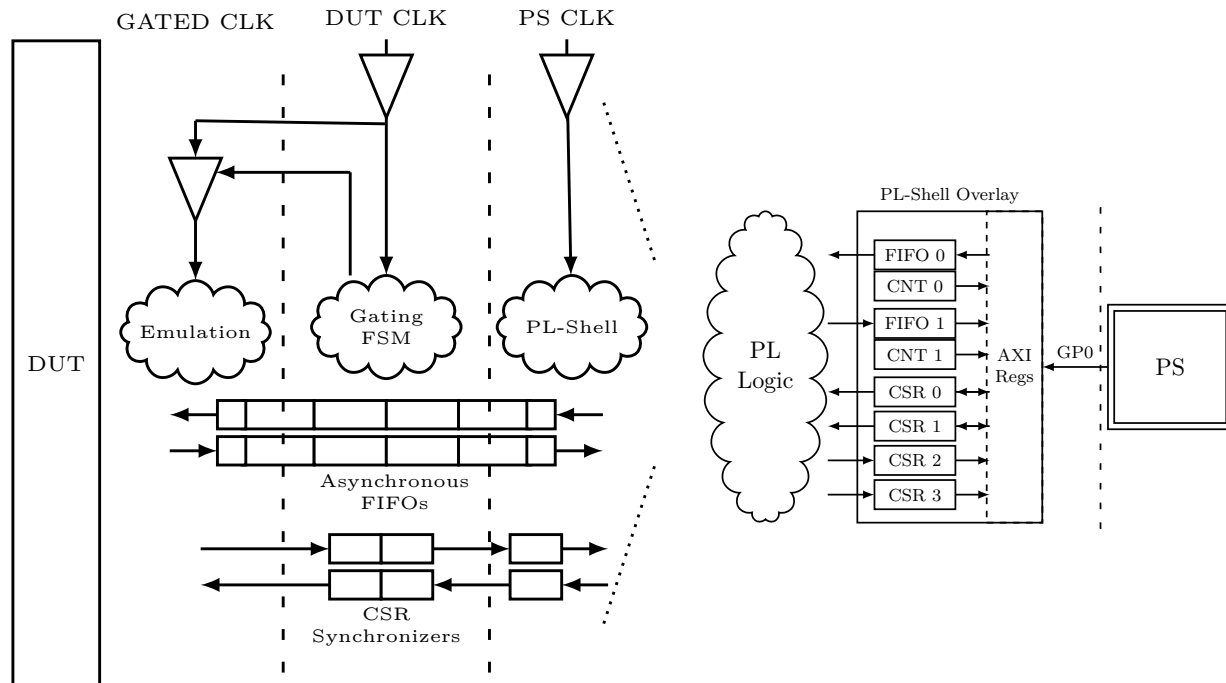 GATED CLK
DUT CLK
PS CLK
DUT
Emulation
Gating
FSM
PL-Shell
Asynchronous
FIFOs
CSR
Synchronizers
PL
Logic
PL-Shell Overlay
FIFO 0
CNT 0
FIFO 1
CNT 1
CSR 0
CSR 1
CSR 2
CSR 3
AXI
Regs
GP0
PS